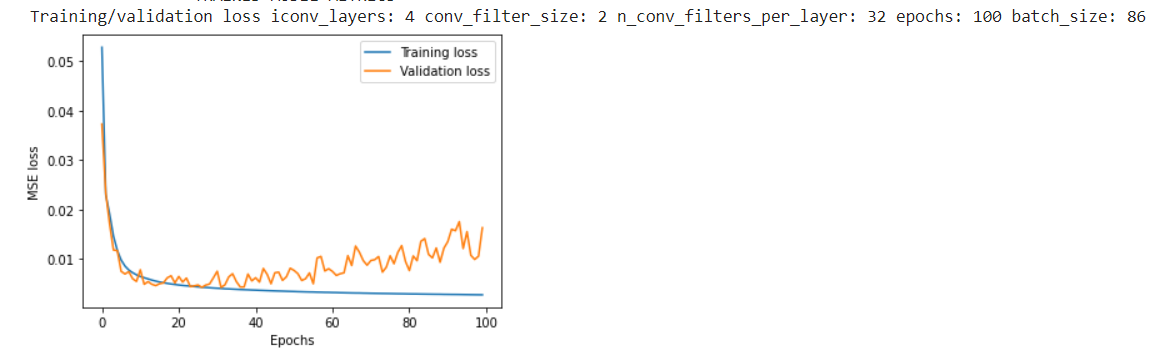 Training/validation loss iconv_layers: 4 conv_filter_size: 2 n_conv_filters_per_layer: 32 epochs: 100 batch_size: 86
Training loss
Validation loss
0.05
0.04
0.03
0.02
0.01
MSE loss
0 20 40 60 80 100
Epochs